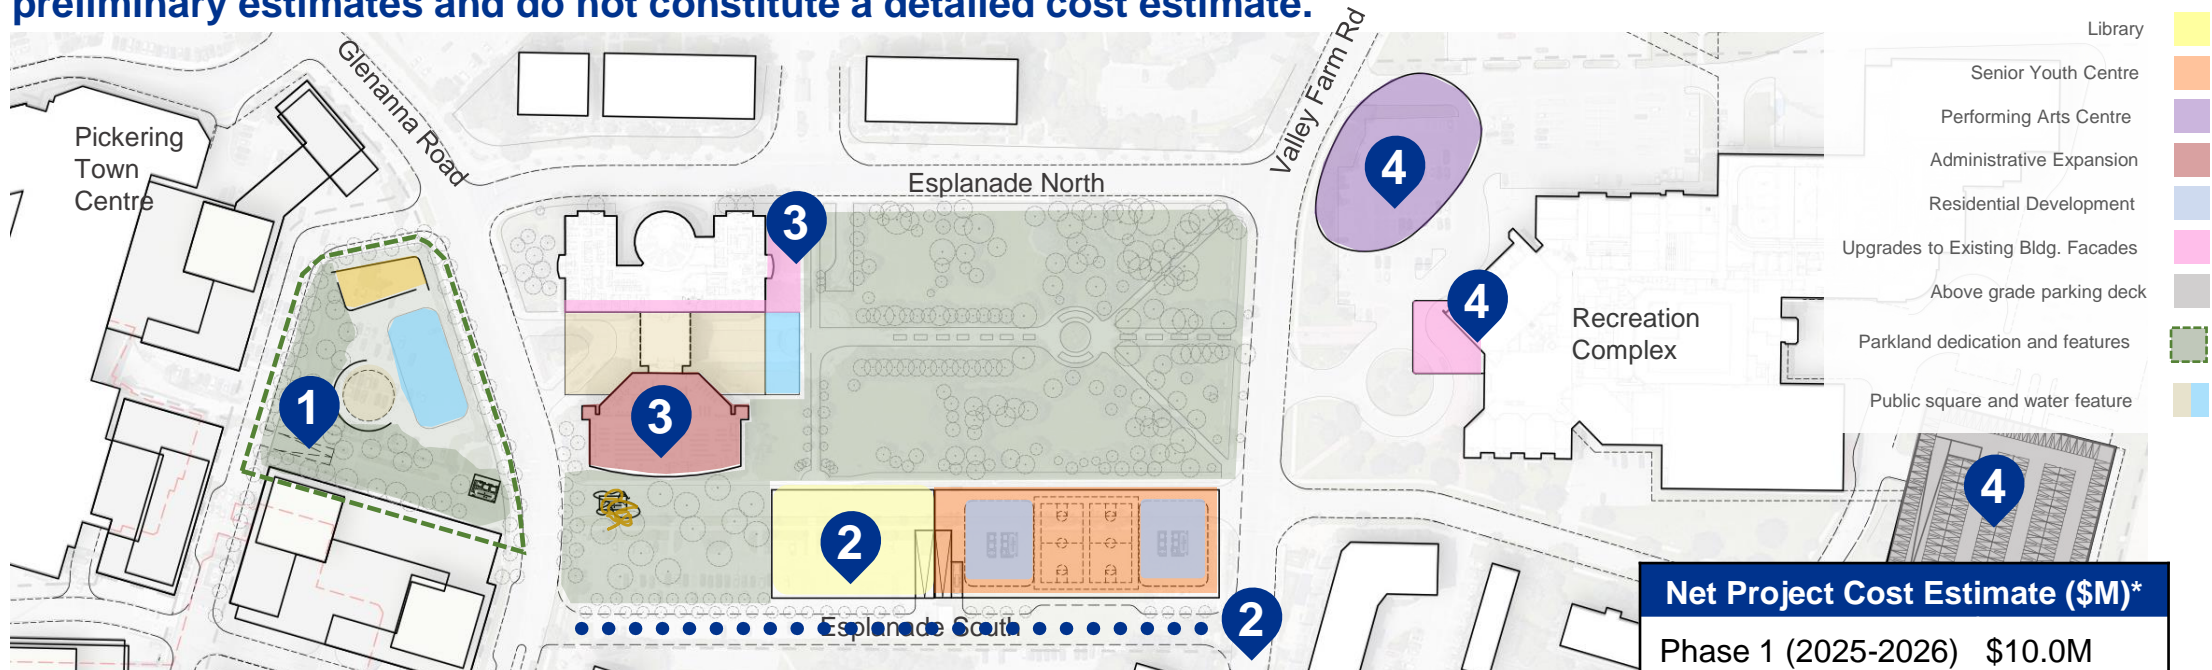 preliminary estimates and do not constitute a detailed cost estimate.
Glenanna Road
Valley Farm Rd
Pickering
Town
Centre
Esplanade North
Library
Senior Youth Centre
Performing Arts Centre
Administrative Expansion
Residential Development
Upgrades to Existing Bldg. Facades
Above grade parking deck
Parkland dedication and features
Public square and water feature
4
3
4
Recreation
Complex
1
3
4
2
2
Esplanade South
Net Project Cost Estimate ($M)*
Phase 1 (2025-2026) $10.0M